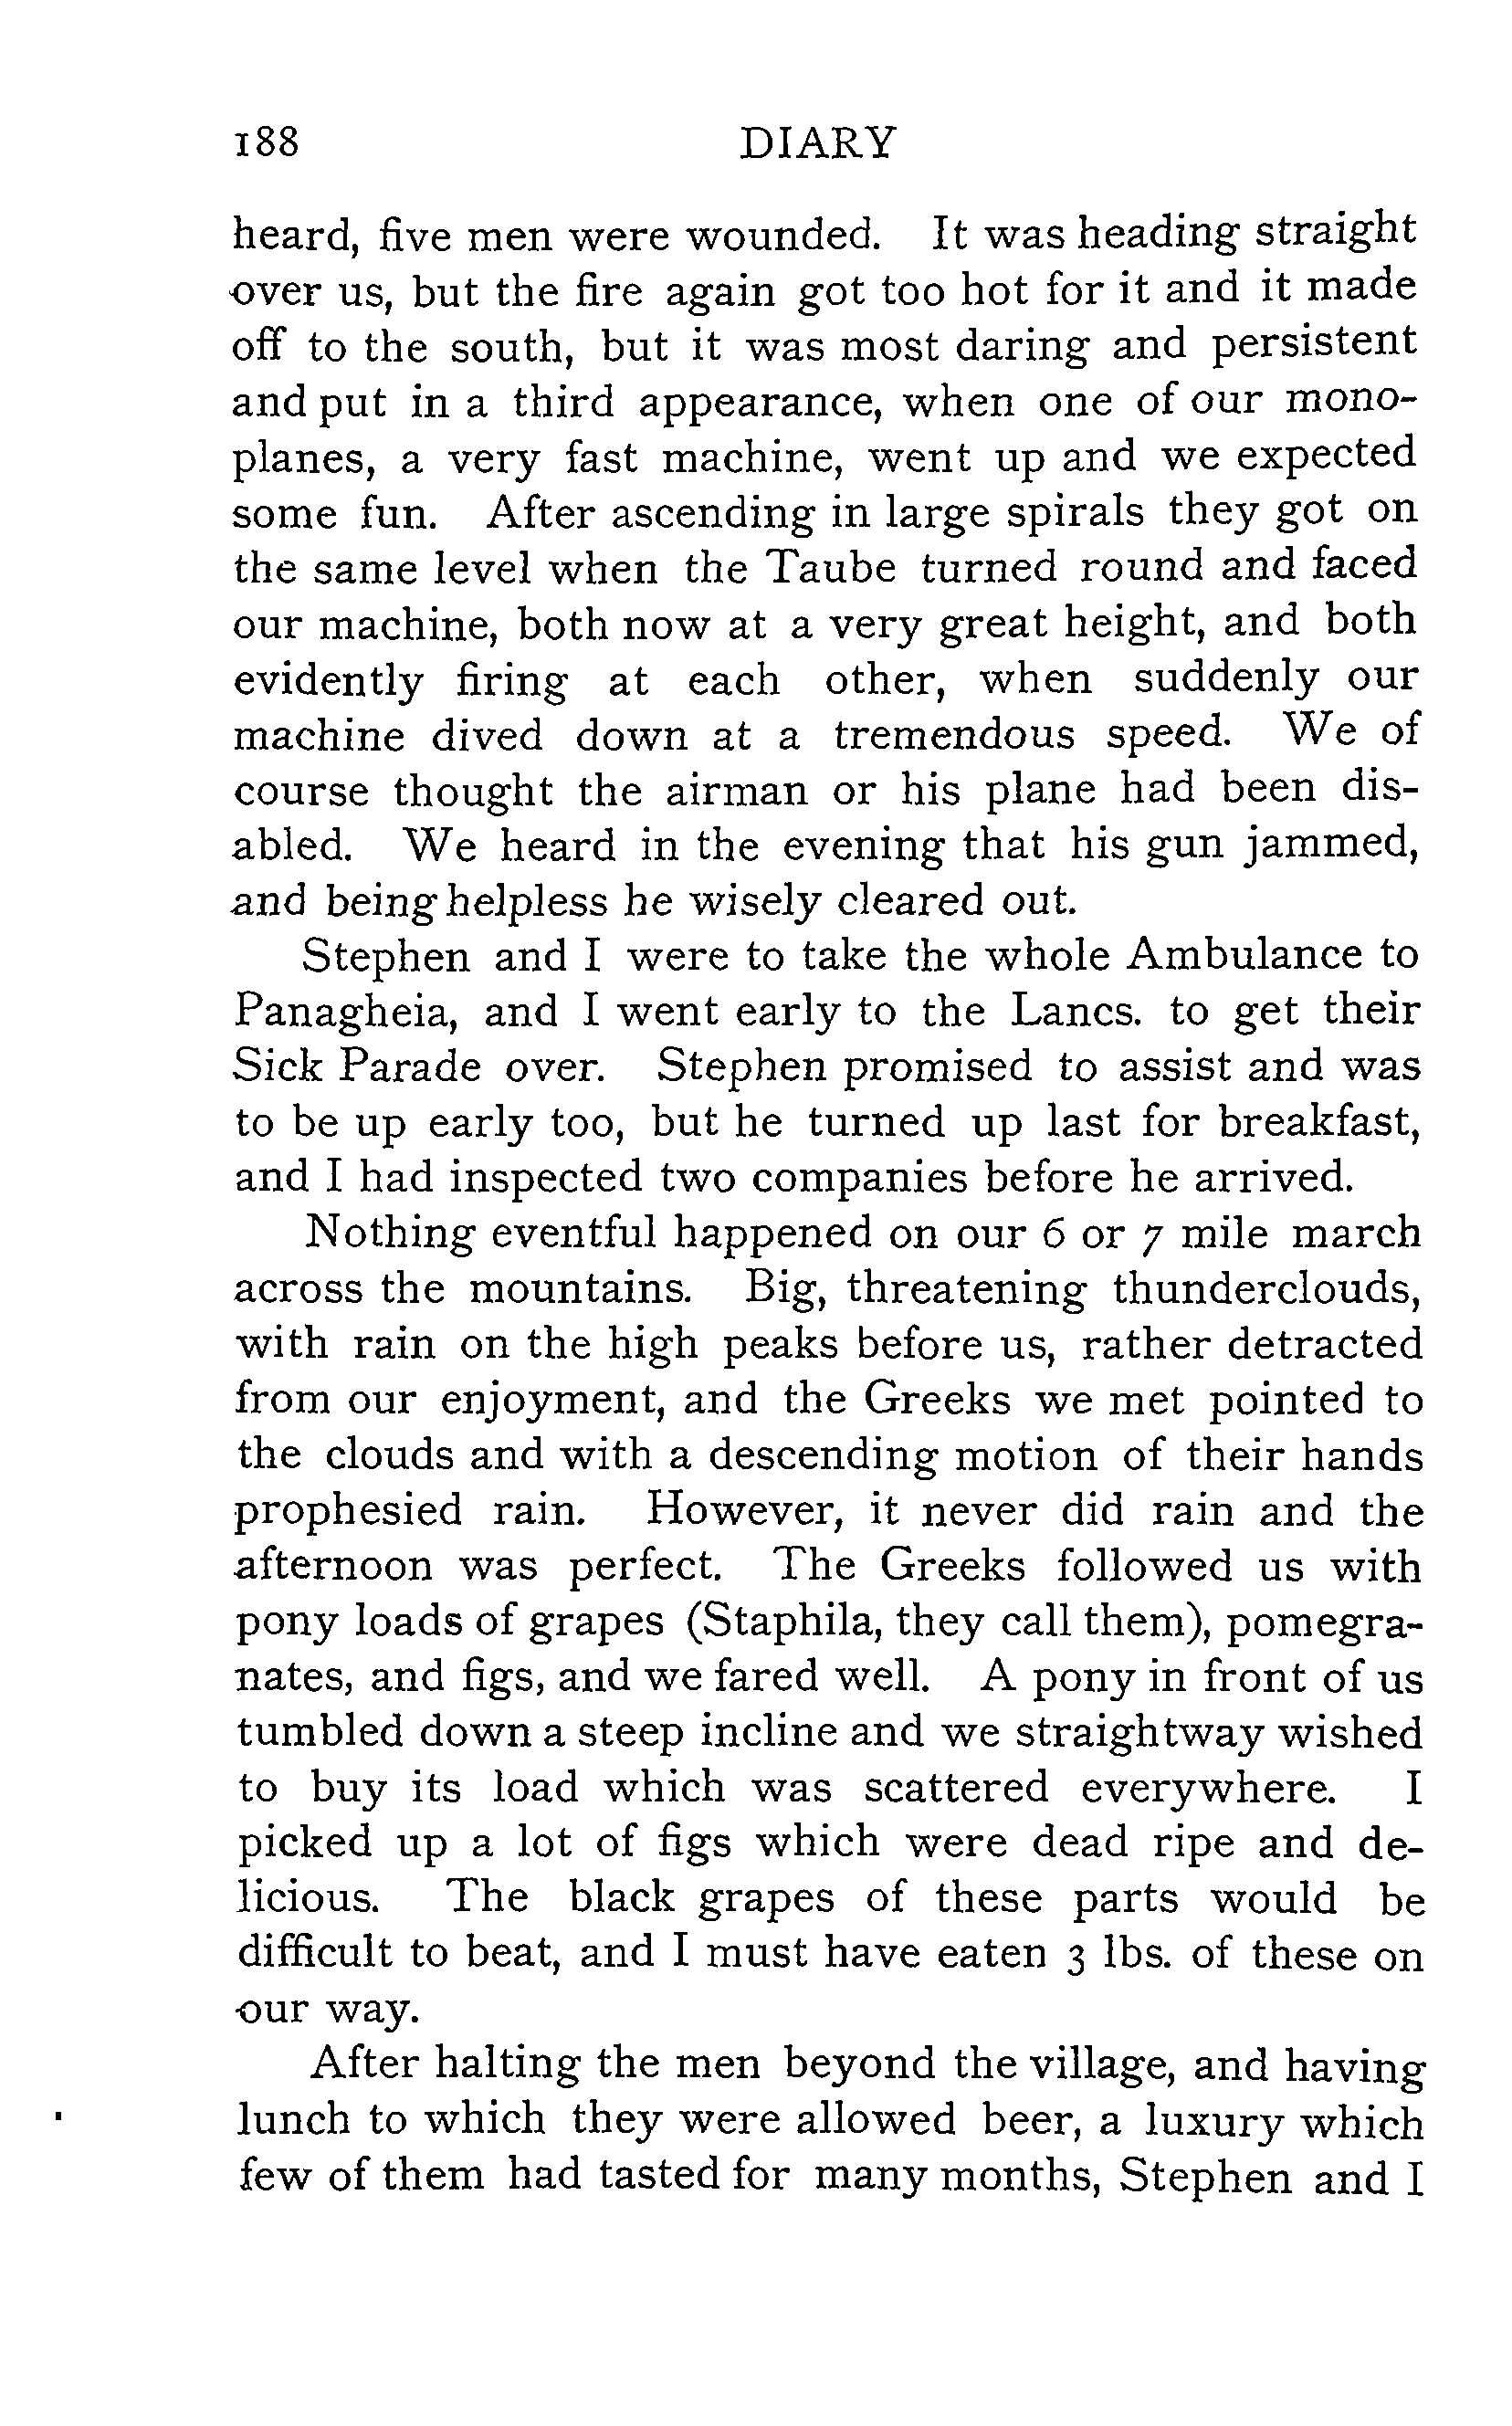 188 DIARY
heard, five men were wounded. It was heading straight
over us, but the fire again got too hot for it and it made
off to the south, but it was most daring and persistent
and put in a third appearance, when one of our mono-
planes, a very fast machine, went up and we expected
some fun. After ascending in large spirals they got on
the same level when the Taube turned round and faced
our machine, both now at a very great height, and both
evidently firing at each other, when suddenly our
machine dived down at a tremendous speed. We of
course thought the airman or his plane had been dis-
abled. We heard in the evening that his gun jammed,
and being helpless he wisely cleared out.
Stephen and I were to take the whole Ambulance to
Panagheia, and I went early to the Lancs. to get their
Sick Parade over. Stephen promised to assist and was
to be up early too, but he turned up last for breakfast,
and I had inspected two companies before he arrived.
Nothing eventful happened on our 6 or 7 mile march
across the mountains. Big, threatening thunderclouds,
with rain on the high peaks before us, rather detracted
from our enjoyment, and the Greeks we met pointed to
the clouds and with a descending motion of their hands
prophesied rain. However, it never did rain and the
afternoon was perfect. The Greeks followed us with
pony loads of grapes (Staphila, they call them), pomegra-
nates, and figs, and we fared well. A pony in front of us
tumbled down a steep incline and we straightway wished
to buy its load which was scattered everywhere. I
picked up a lot of figs which were dead ripe and de-
licious. The black grapes of these parts would be
difficult to beat, and I must have eaten 3 lbs. of these on
our way.
After halting the men beyond the village, and having
lunch to which they were allowed beer, a luxury which
few of them had tasted for many months, Stephen and I